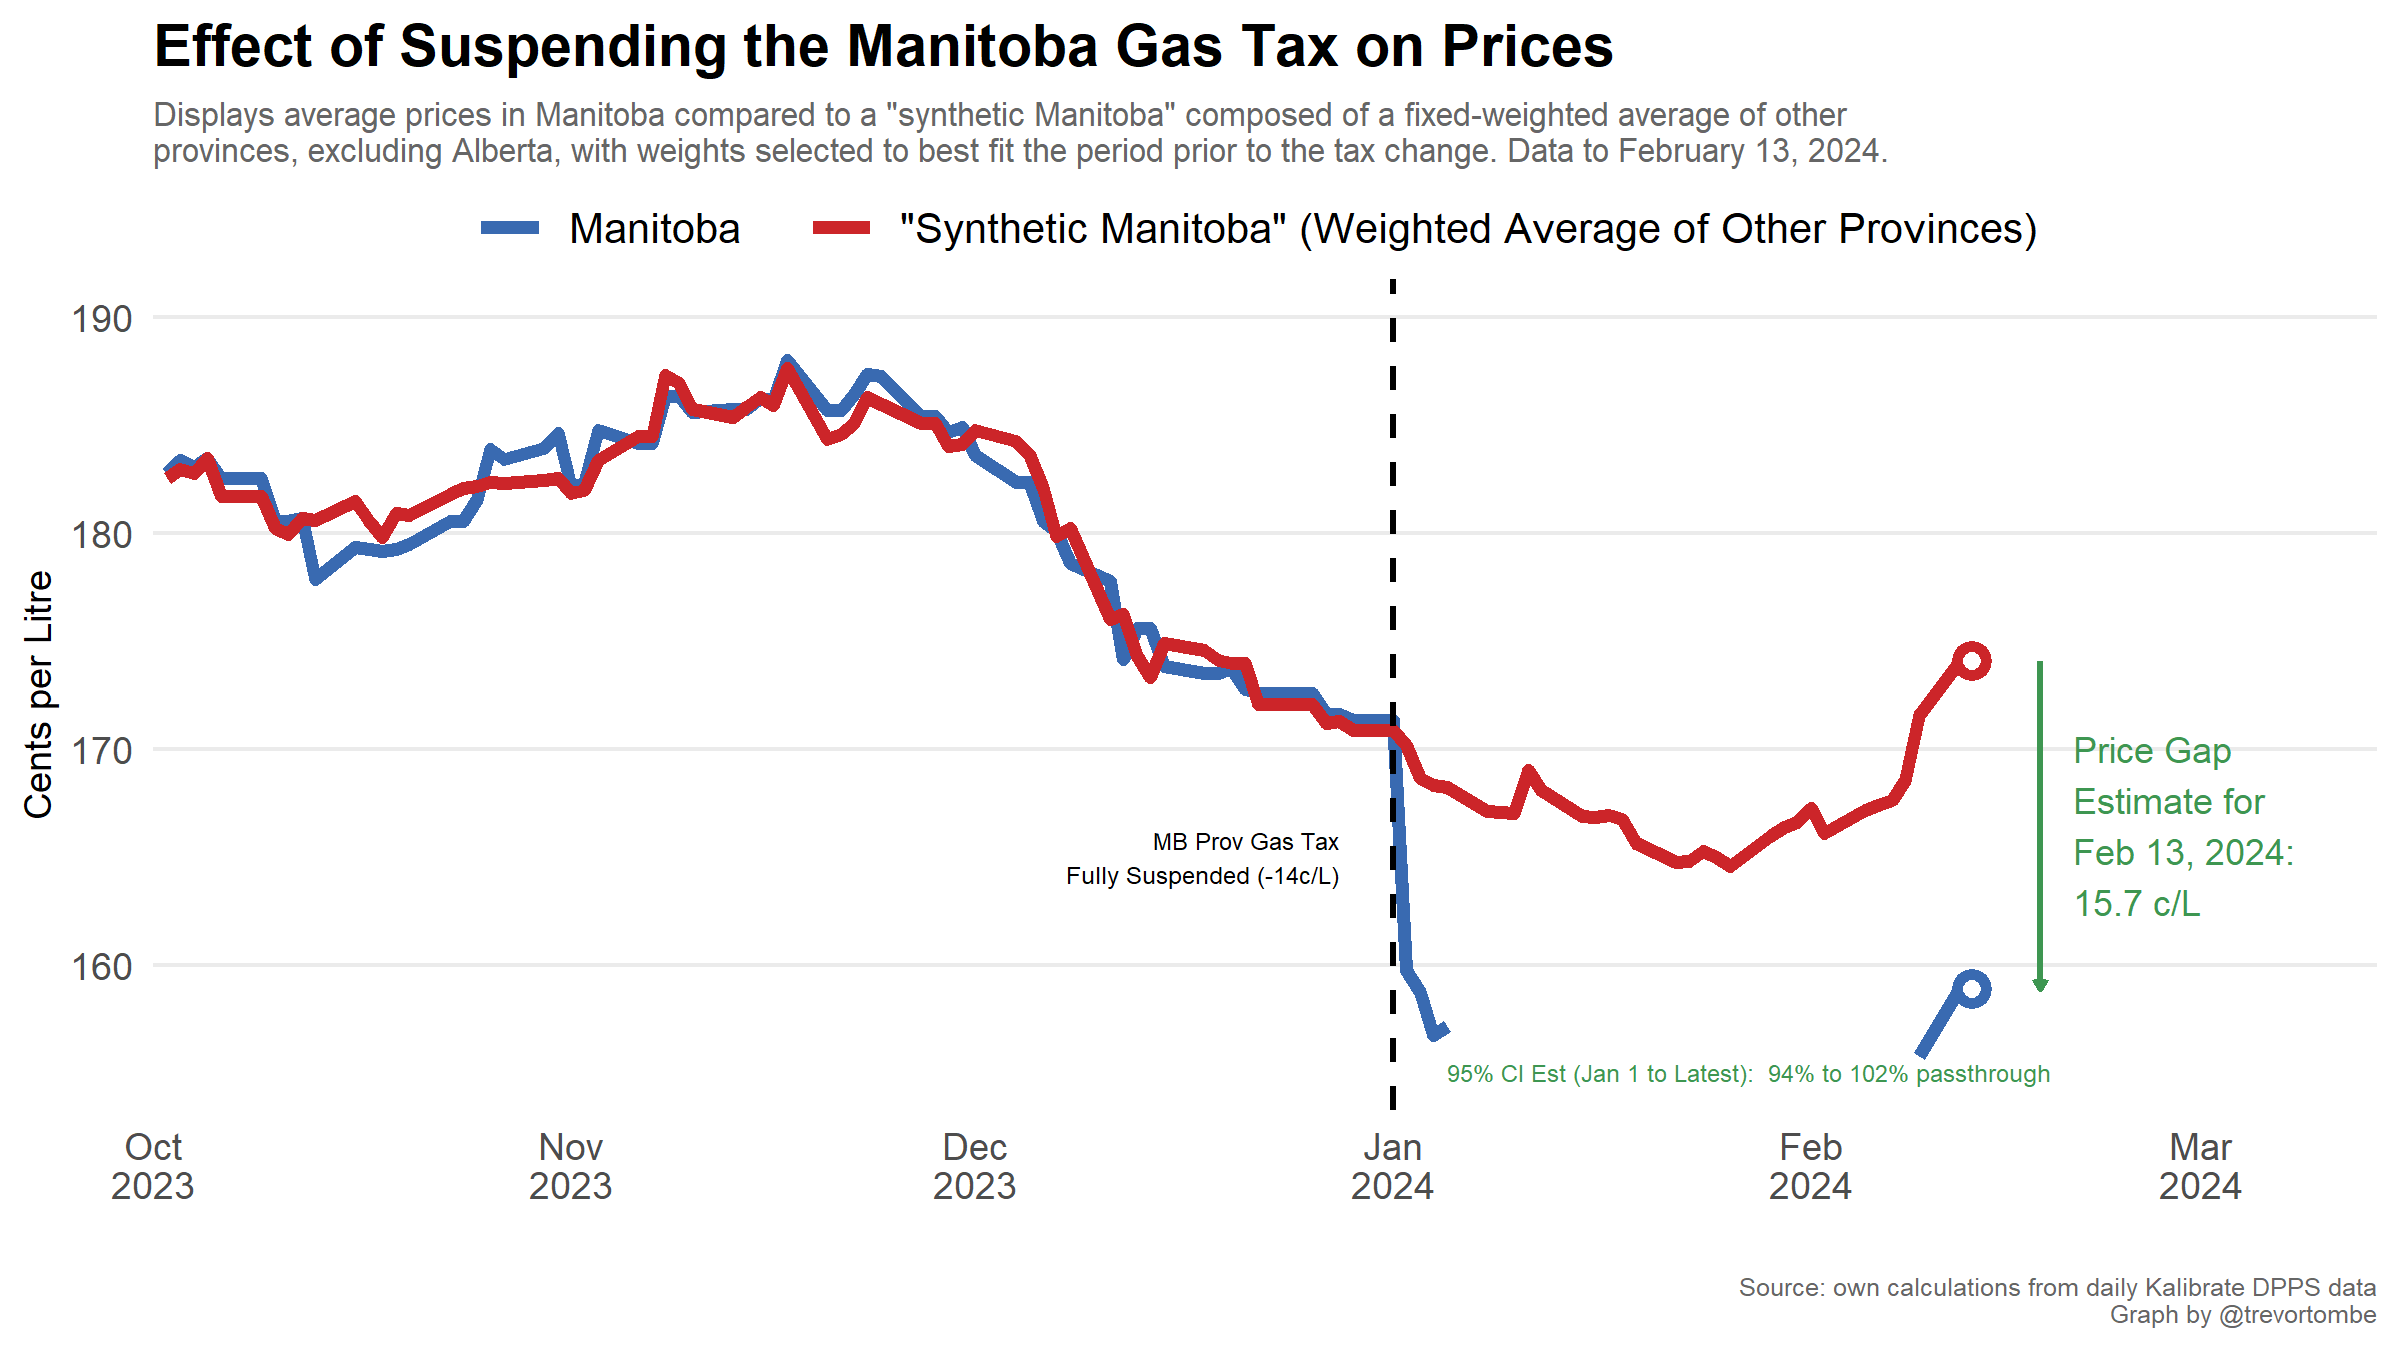 Effect of Suspending the Manitoba Gas Tax on Prices
Displays average prices in Manitoba compared to a "synthetic Manitoba" composed of a fixed-weighted average of other
provinces, excluding Alberta, with weights selected to best fit the period prior to the tax change. Data to February 13, 2024.
Manitoba
"Synthetic Manitoba" (Weighted Average of Other Provinces)
Cents per Litre
190
180
170
160
MB Prov Gas Tax
Fully Suspended (-14c/L)
Price Gap
Estimate for
Feb 13, 2024:
15.7 c/L
95% CI Est (Jan 1 to Latest):  94% to 102% passthrough
Oct
2023
Nov
2023
Dec
2023
Jan
2024
Feb
2024
Mar
2024
Source: own calculations from daily Kalibrate DPPS data
Graph by @trevortombe